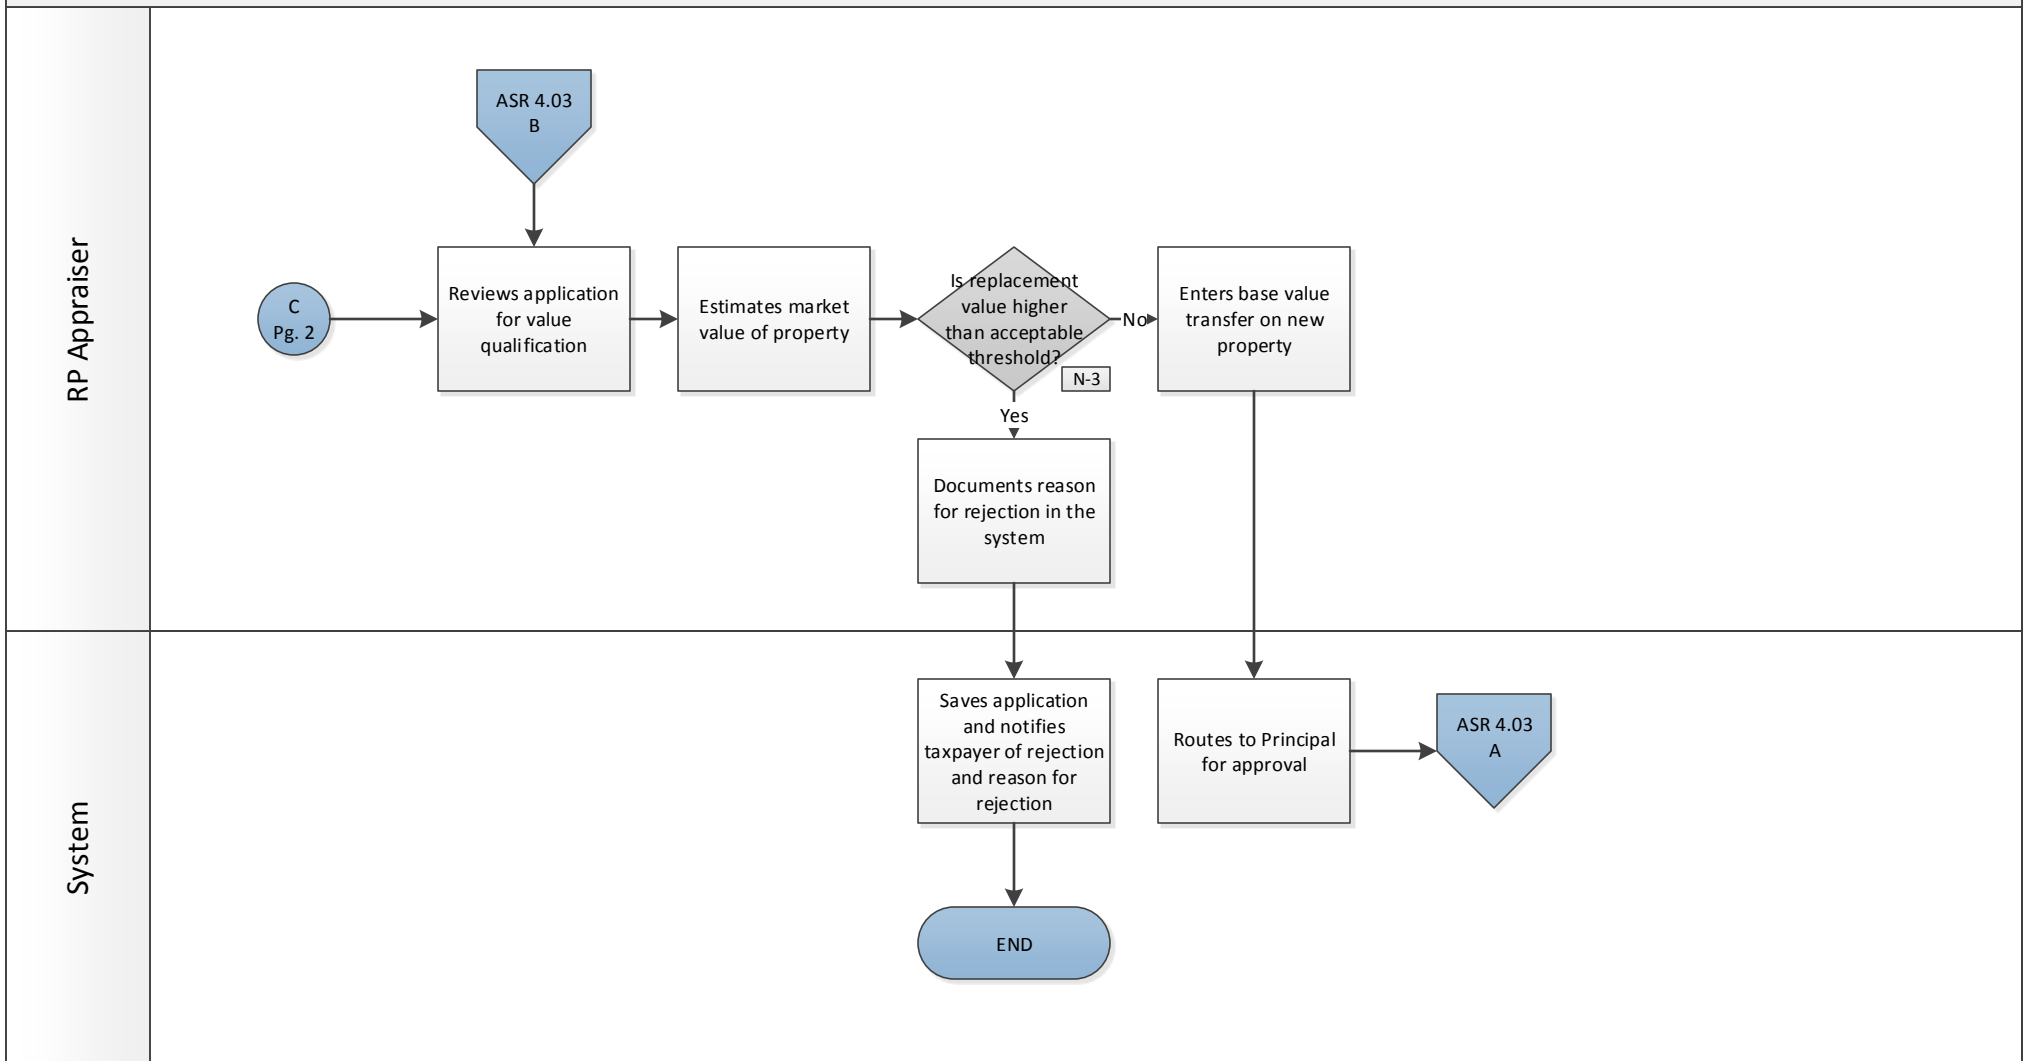 RP Appraiser
ASR 4.03
B
C
Pg. 2
Reviews application
for value
qualification
Estimates market
value of property
Is replacement
value higher
than acceptable
threshold?
N-3
No
Enters base value
transfer on new
property
Yes
Documents reason
for rejection in the
system
System
Saves application
and notifies
taxpayer of rejection
and reason for
rejection
Routes to Principal
for approval
ASR 4.03
A
END